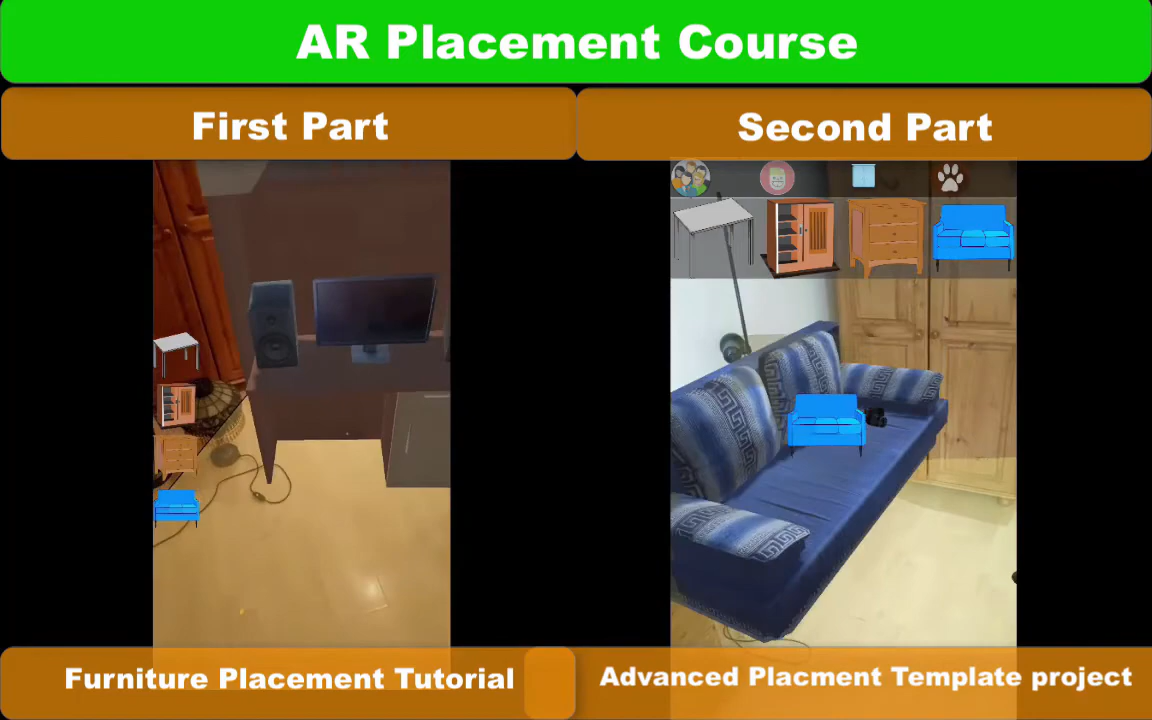 AR Placement Course
First Part
Second Part
Furniture Placement Tutorial
Advanced Placment Template project